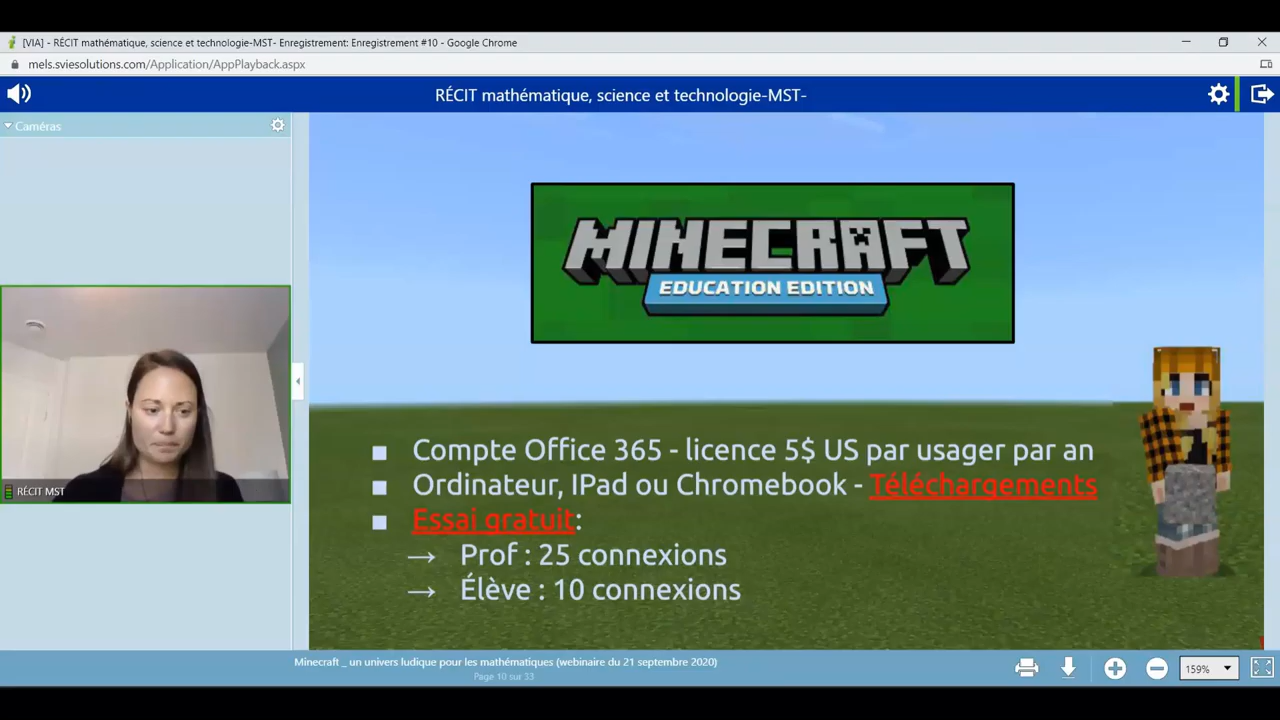 [VIA] - RÉCIT mathématique, science et technologie-MST- Enregistrement: Enregistrement #10 - Google Chrome
mels.sviesolutions.com/Application/AppPlayback.aspx
RÉCIT mathématique, science et technologie-MST-
Caméras
MINECRAFT
EDUCATION EDITION
RÉCIT MST
■ Compte Office 365 - licence 5$ US par usager par an
■ Ordinateur, IPad ou Chromebook - Téléchargements
■ Essai gratuit:
→ Prof : 25 connexions
→ Élève : 10 connexions
Minecraft _ un univers ludique pour les mathématiques (webinaire du 21 septembre 2020)
Page 10 sur 33
159%